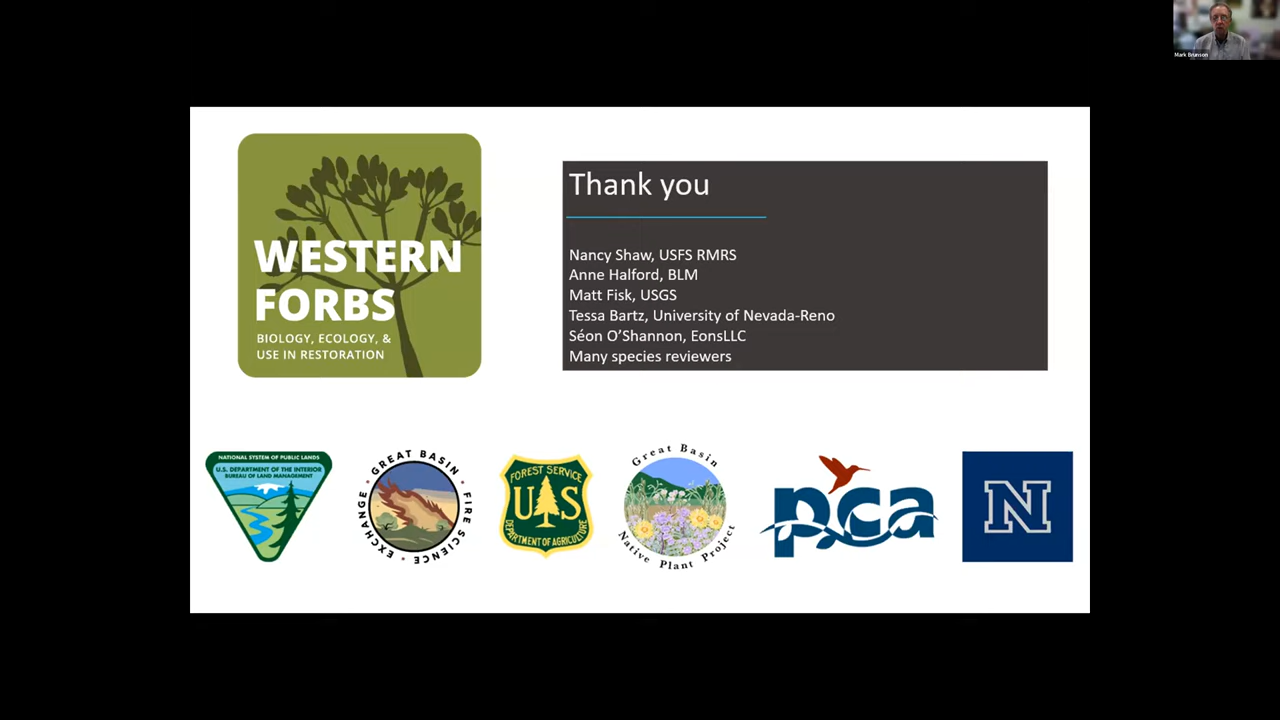 Mark Brunson
WESTERN
FORBS
BIOLOGY, ECOLOGY, &
USE IN RESTORATION
Thank you
Nancy Shaw, USFS RMRS
Anne Halford, BLM
Matt Fisk, USGS
Tessa Bartz, University of Nevada-Reno
Séon O'Shannon, EonsLLC
Many species reviewers
NATIONAL SYSTEM OF PUBLIC LANDS
U.S. DEPARTMENT OF THE INTERIOR
BUREAU OF LAND MANAGEMENT
GREAT BASIN • FIRE SCIENCE • EXCHANGE •
FOREST SERVICE
U S
DEPARTMENT OF AGRICULTURE
Great Basin
Native Plant Project
pca
N